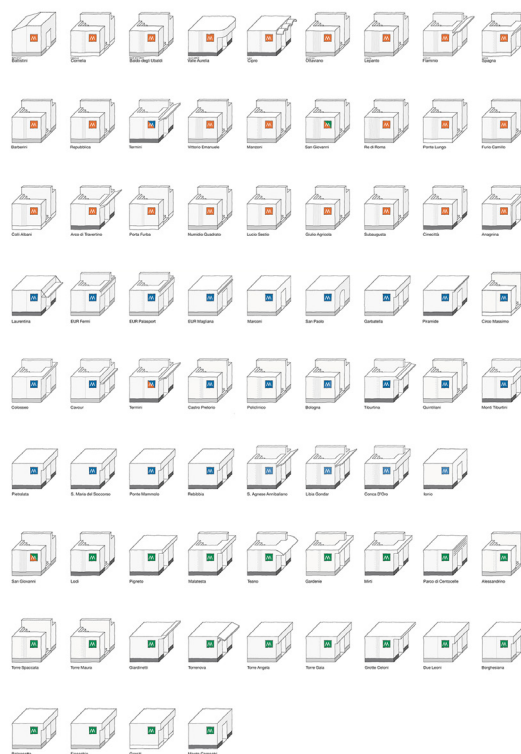 Battistini
Cornelia
Baldo degli Ubaldi
Valle Aurelia
Cipro
Ottaviano
Lepanto
Flaminio
Spagna
Barberini
Repubblica
Termini
Vittorio Emanuele
Manzoni
San Giovanni
Re di Roma
Ponte Lungo
Furio Camillo
Colli Albani
Arco di Travertino
Porta Furba
Numidio Quadrato
Lucio Sestio
Giulio Agricola
Subaugusta
Cinecittà
Anagnina
Laurentina
EUR Fermi
EUR Palasport
EUR Magliana
Marconi
San Paolo
Garbatella
Piramide
Circo Massimo
Colosseo
Cavour
Termini
Castro Pretorio
Policlinico
Bologna
Tiburtina
Quintiliani
Monti Tiburtini
Pietralata
S. Maria del Soccorso
Ponte Mammolo
Rebibbia
S. Agnese Annibaliano
Libia Gondar
Conca D'Oro
Ionio
San Giovanni
Lodi
Pigneto
Malatesta
Teano
Gardenie
Mirti
Parco di Centocelle
Alessandrino
Torre Spaccata
Torre Maura
Giardinetti
Torrenova
Torre Angela
Torre Gaia
Grotte Celoni
Due Leoni
Borghesiana